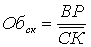 Об_ск = ВР / СК